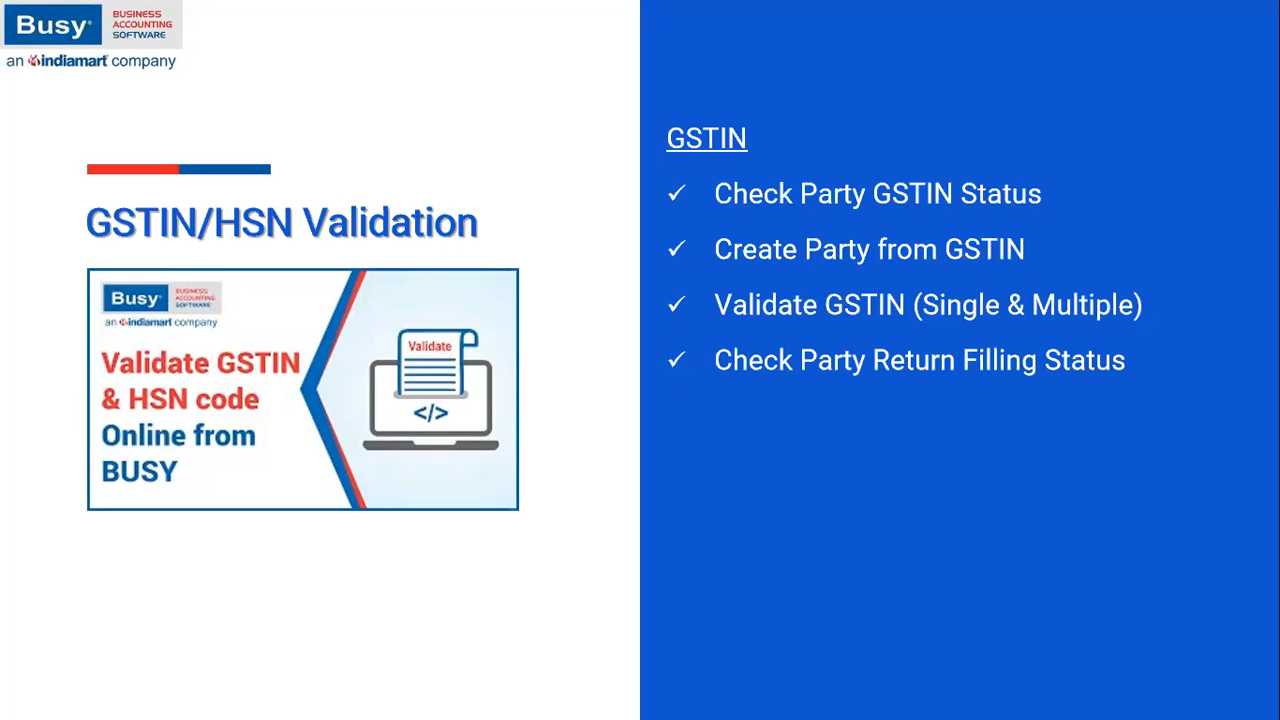 Busy
BUSINESS
ACCOUNTING
SOFTWARE
an indiamart company
GSTIN/HSN Validation
Busy
BUSINESS
ACCOUNTING
SOFTWARE
an indiamart company
Validate GSTIN
& HSN code
Online from
BUSY
Validate
</>
GSTIN
✓ Check Party GSTIN Status
✓ Create Party from GSTIN
✓ Validate GSTIN (Single & Multiple)
✓ Check Party Return Filling Status